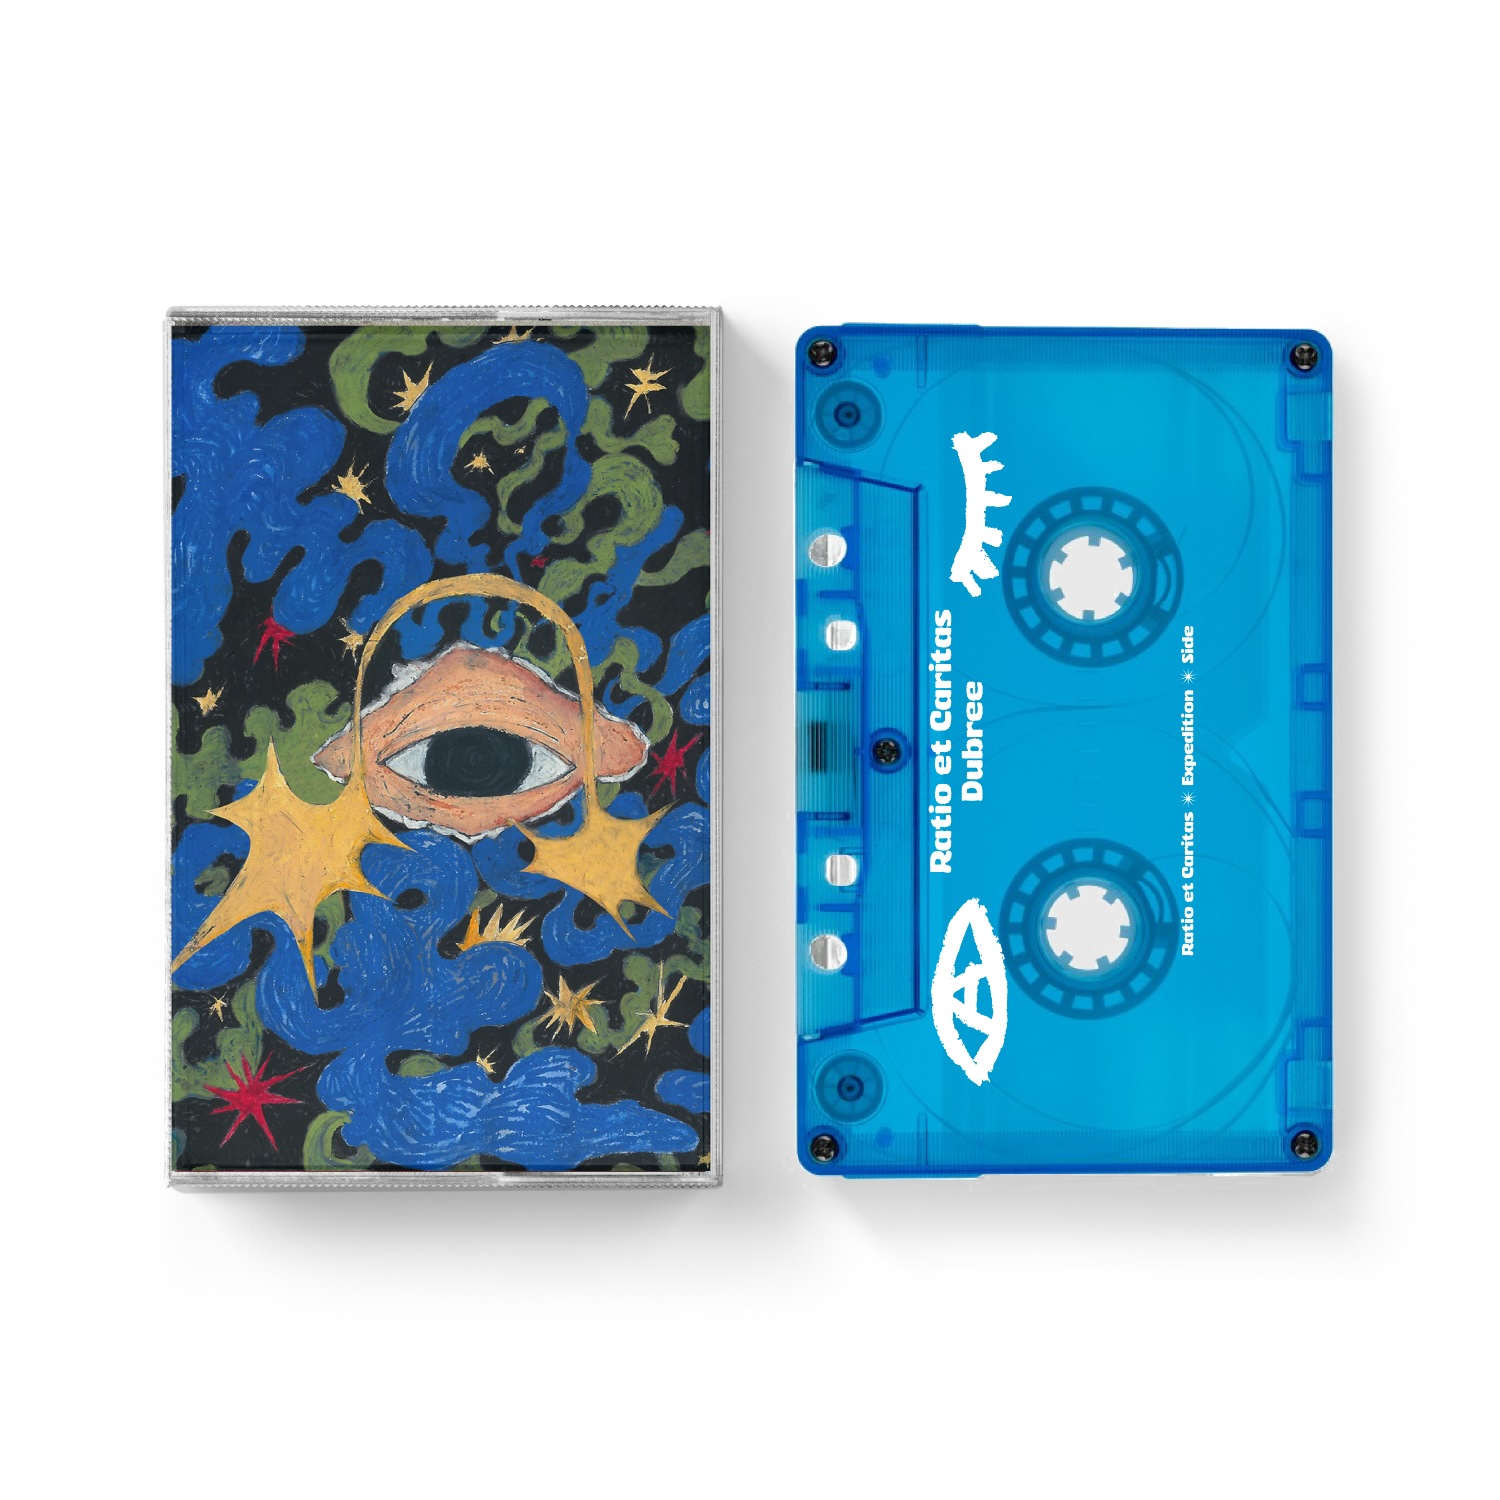 Ratio et Caritas
Dubree
A
Ratio et Caritas ✴ Expedition ✴ Side